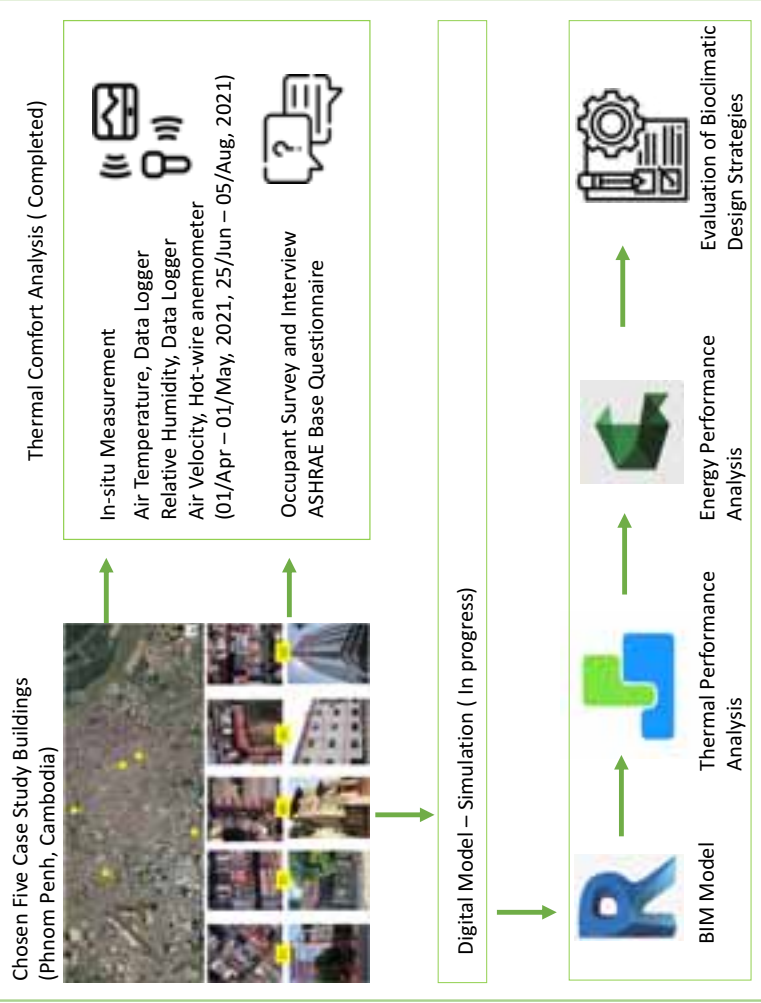 Chosen Five Case Study Buildings
(Phnom Penh, Cambodia)
Thermal Comfort Analysis ( Completed)
In-situ Measurement
Air Temperature, Data Logger
Relative Humidity, Data Logger
Air Velocity, Hot-wire anemometer
(01/Apr – 01/May, 2021, 25/Jun – 05/Aug, 2021)
Occupant Survey and Interview
ASHRAE Base Questionnaire
Digital Model – Simulation ( In progress)
BIM Model
Thermal Performance
Analysis
Energy Performance
Analysis
Evaluation of Bioclimatic
Design Strategies